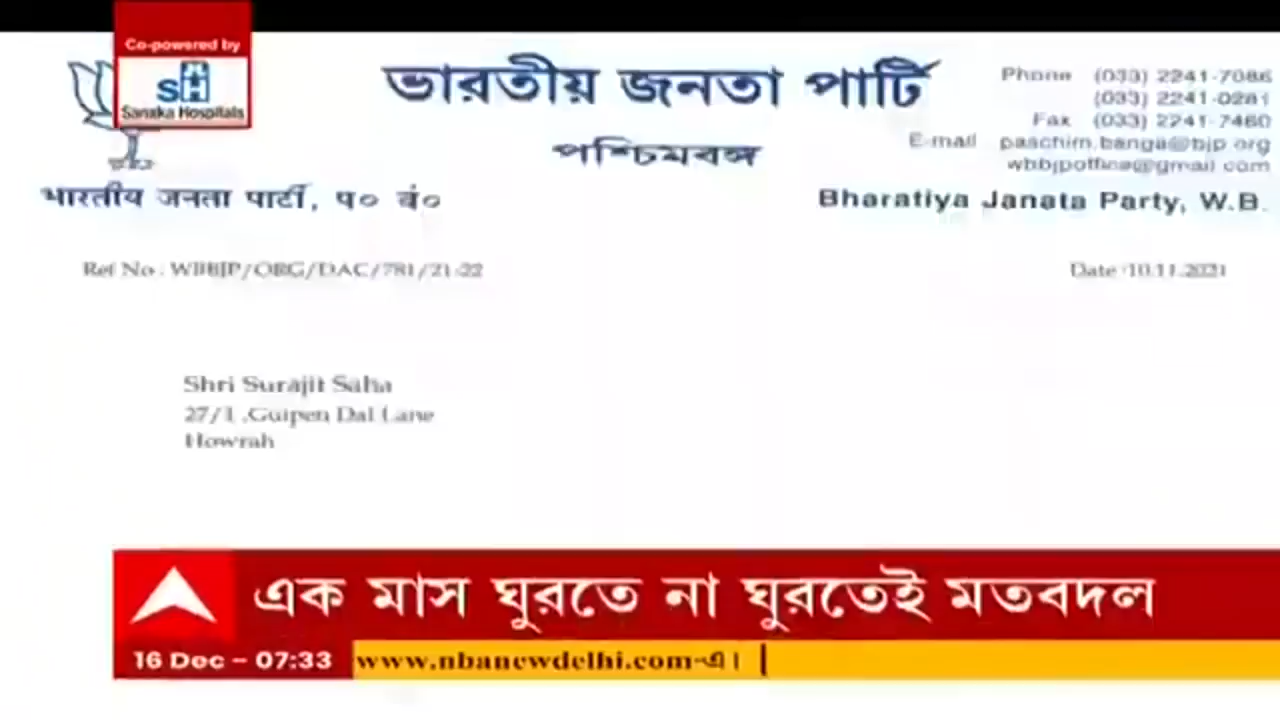 Co-powered by
SH
Sanaka Hospitals
ভারতীয় জনতা পার্টি
পশ্চিমবঙ্গ
Phone (033) 2241-7086
(033) 2241-0281
Fax (033) 2241-7460
E-mail paschim.banga@bjp.org
wbbjpoffice@gmail.com
भारतीय जनता पार्टी, प० बं०
Bharatiya Janata Party, W.B.
Ref No : WBBJP/ORG/DAC/781/21-22
Date :10.11.2021
Shri Surajit Saha
27/1 ,Guipen Dal Lane
Howrah
এক মাস ঘুরতে না ঘুরতেই মতবদল
16 Dec - 07:33
www.nbanewdelhi.com-এ।